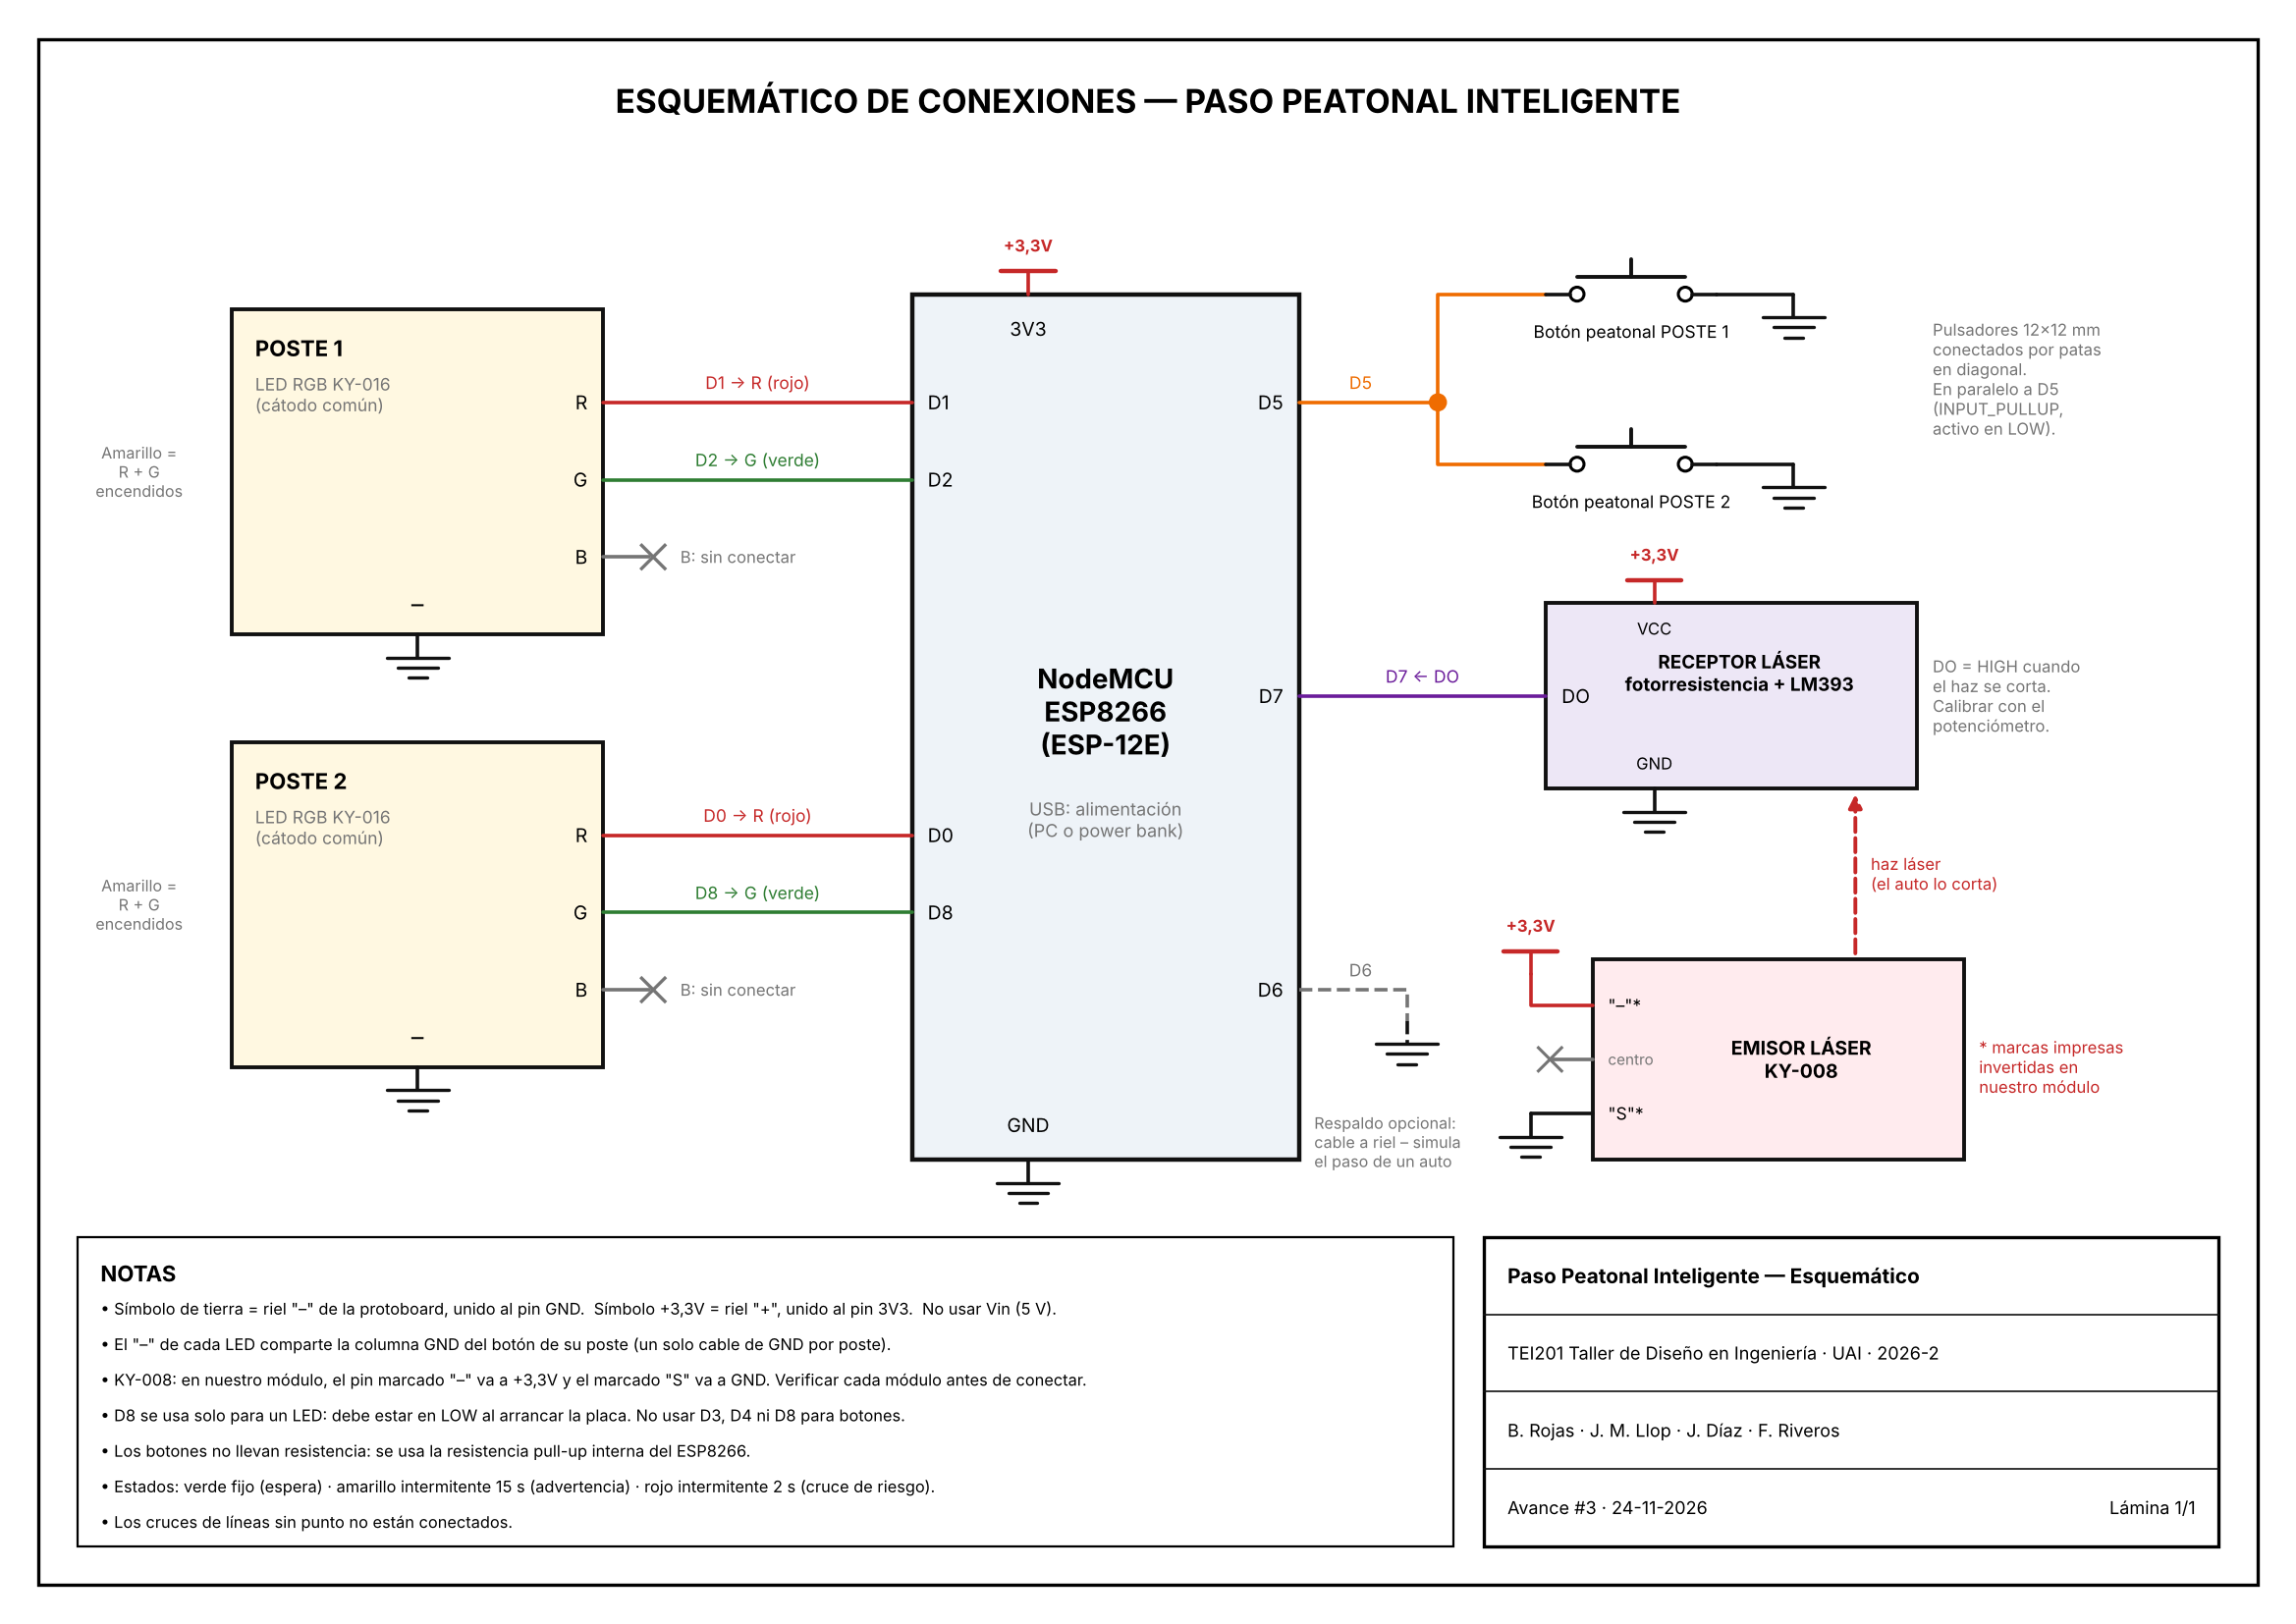 ESQUEMÁTICO DE CONEXIONES — PASO PEATONAL INTELIGENTE
POSTE 1
LED RGB KY-016
(cátodo común)
Amarillo =
R + G
encendidos
R
G
B
–
D1 → R (rojo)
D2 → G (verde)
B: sin conectar
POSTE 2
LED RGB KY-016
(cátodo común)
Amarillo =
R + G
encendidos
R
G
B
–
D0 → R (rojo)
D8 → G (verde)
B: sin conectar
+3,3V
3V3
D1
D2
D0
D8
NodeMCU
ESP8266
(ESP-12E)
USB: alimentación
(PC o power bank)
GND
D5
D7
D6
D5
Botón peatonal POSTE 1
Botón peatonal POSTE 2
Pulsadores 12×12 mm
conectados por patas
en diagonal.
En paralelo a D5
(INPUT_PULLUP,
activo en LOW).
D7 ← DO
+3,3V
VCC
RECEPTOR LÁSER
fotorresistencia + LM393
DO
GND
DO = HIGH cuando
el haz se corta.
Calibrar con el
potenciómetro.
haz láser
(el auto lo corta)
D6
Respaldo opcional:
cable a riel – simula
el paso de un auto
+3,3V
"–"*
centro
"S"*
EMISOR LÁSER
KY-008
* marcas impresas
invertidas en
nuestro módulo
NOTAS
• Símbolo de tierra = riel "–" de la protoboard, unido al pin GND.  Símbolo +3,3V = riel "+", unido al pin 3V3.  No usar Vin (5 V).
• El "–" de cada LED comparte la columna GND del botón de su poste (un solo cable de GND por poste).
• KY-008: en nuestro módulo, el pin marcado "–" va a +3,3V y el marcado "S" va a GND. Verificar cada módulo antes de conectar.
• D8 se usa solo para un LED: debe estar en LOW al arrancar la placa. No usar D3, D4 ni D8 para botones.
• Los botones no llevan resistencia: se usa la resistencia pull-up interna del ESP8266.
• Estados: verde fijo (espera) · amarillo intermitente 15 s (advertencia) · rojo intermitente 2 s (cruce de riesgo).
• Los cruces de líneas sin punto no están conectados.
Paso Peatonal Inteligente — Esquemático
TEI201 Taller de Diseño en Ingeniería · UAI · 2026-2
B. Rojas · J. M. Llop · J. Díaz · F. Riveros
Avance #3 · 24-11-2026
Lámina 1/1